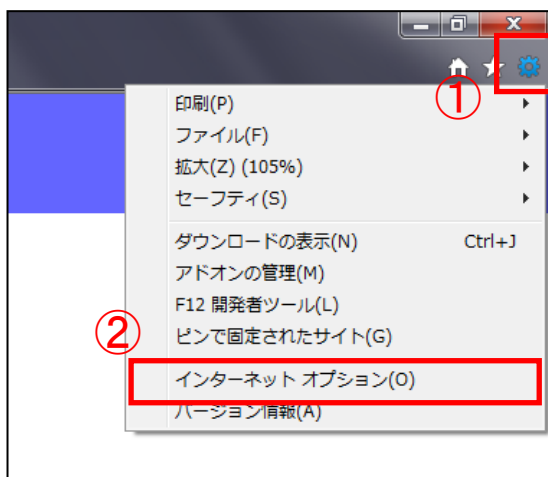 ①
印刷(P)
ファイル(F)
拡大(Z) (105%)
セーフティ(S)
ダウンロードの表示(N) Ctrl+J
アドオンの管理(M)
F12 開発者ツール(L)
②
ピンで固定されたサイト(G)
インターネット オプション(O)
バージョン情報(A)